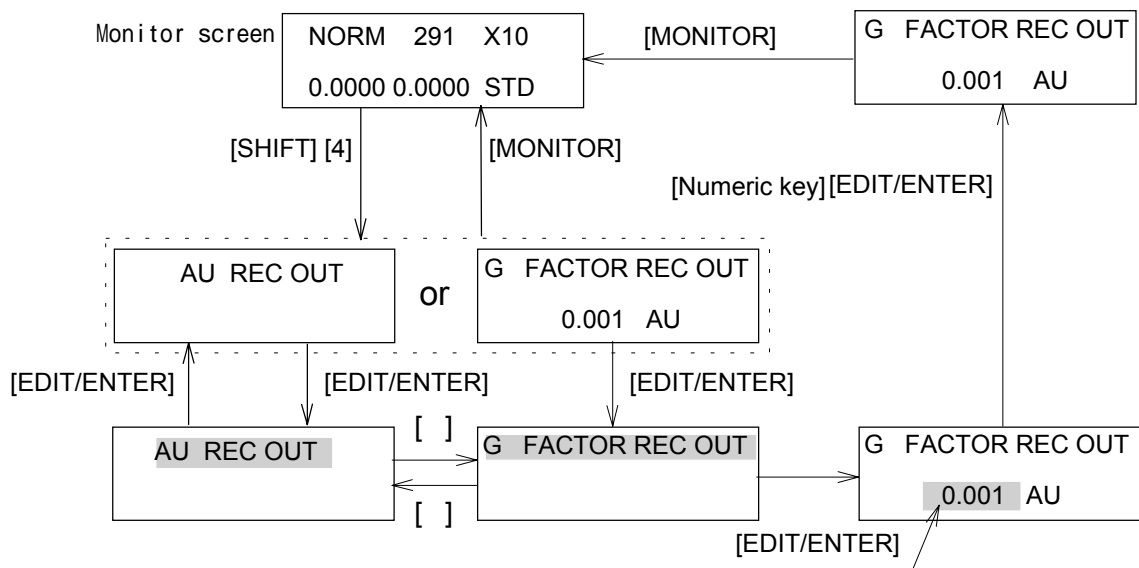 Monitor screen
NORM 291 X10
0.0000 0.0000 STD
[MONITOR]
G FACTOR REC OUT
0.001 AU
[SHIFT] [4]
[MONITOR]
[Numeric key] [EDIT/ENTER]
AU REC OUT
or
G FACTOR REC OUT
0.001 AU
[EDIT/ENTER]
[EDIT/ENTER]
[EDIT/ENTER]
AU REC OUT
[ ]
[ ]
G FACTOR REC OUT
G FACTOR REC OUT
0.001 AU
[EDIT/ENTER]